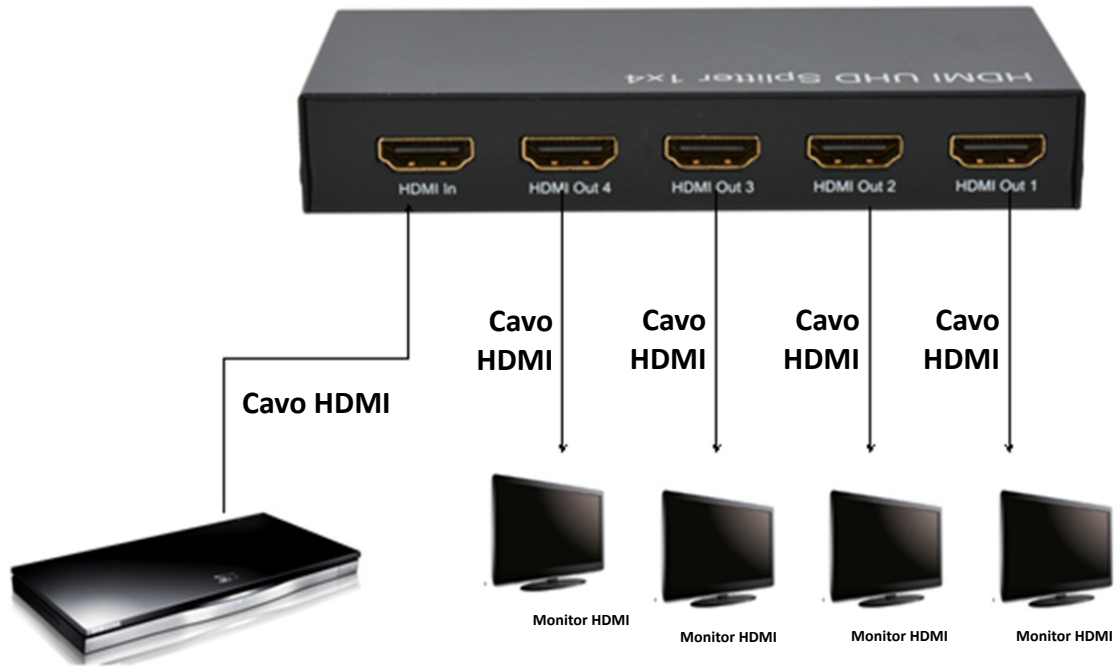 HDMI UHD Splitter 1x4
HDMI In
HDMI Out 4
HDMI Out 3
HDMI Out 2
HDMI Out 1
Cavo
HDMI
Cavo
HDMI
Cavo
HDMI
Cavo
HDMI
Cavo HDMI
Monitor HDMI
Monitor HDMI
Monitor HDMI
Monitor HDMI